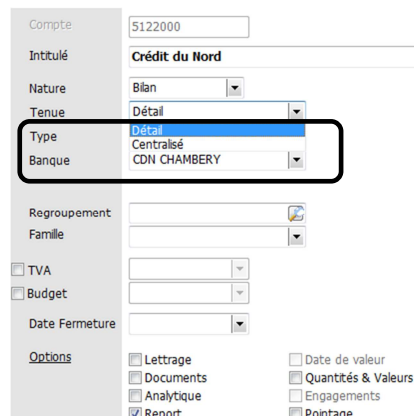 Compte 5122000
Intitulé Crédit du Nord
Nature Bilan
Tenue Détail
Type Détail
Centralisé
Banque CDN CHAMBERY
Regroupement
Famille
TVA
Budget
Date Fermeture
Options Lettrage Date de valeur
Documents Quantités & Valeurs
Analytique Engagements
Report Pointage